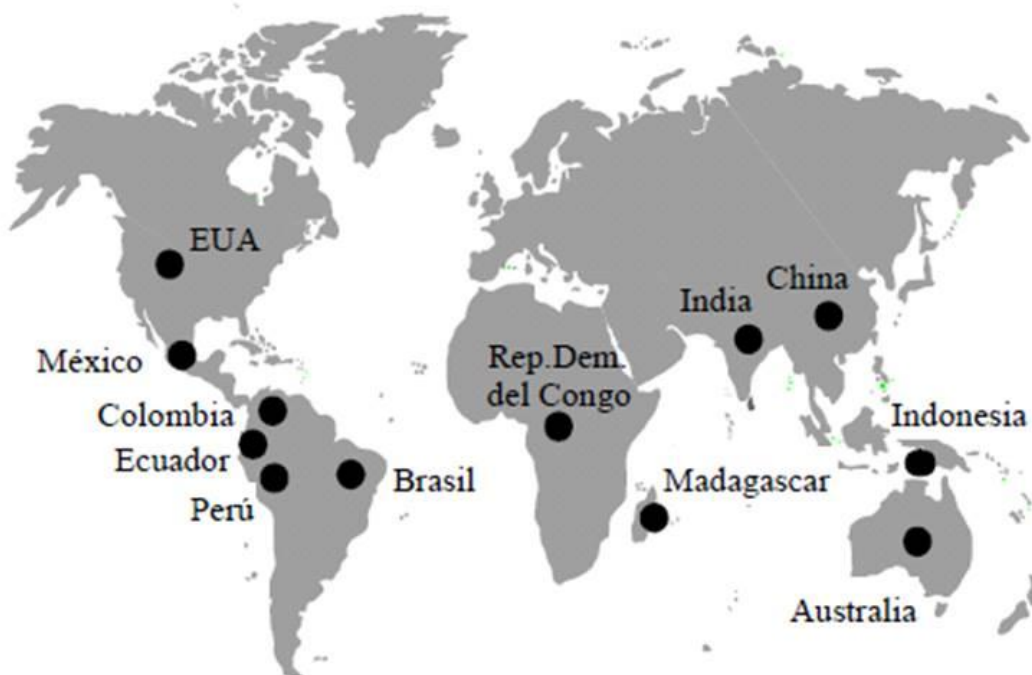 EUA
China
India
México
Rep.Dem.
del Congo
Colombia
Indonesia
Ecuador
Brasil
Madagascar
Perú
Australia